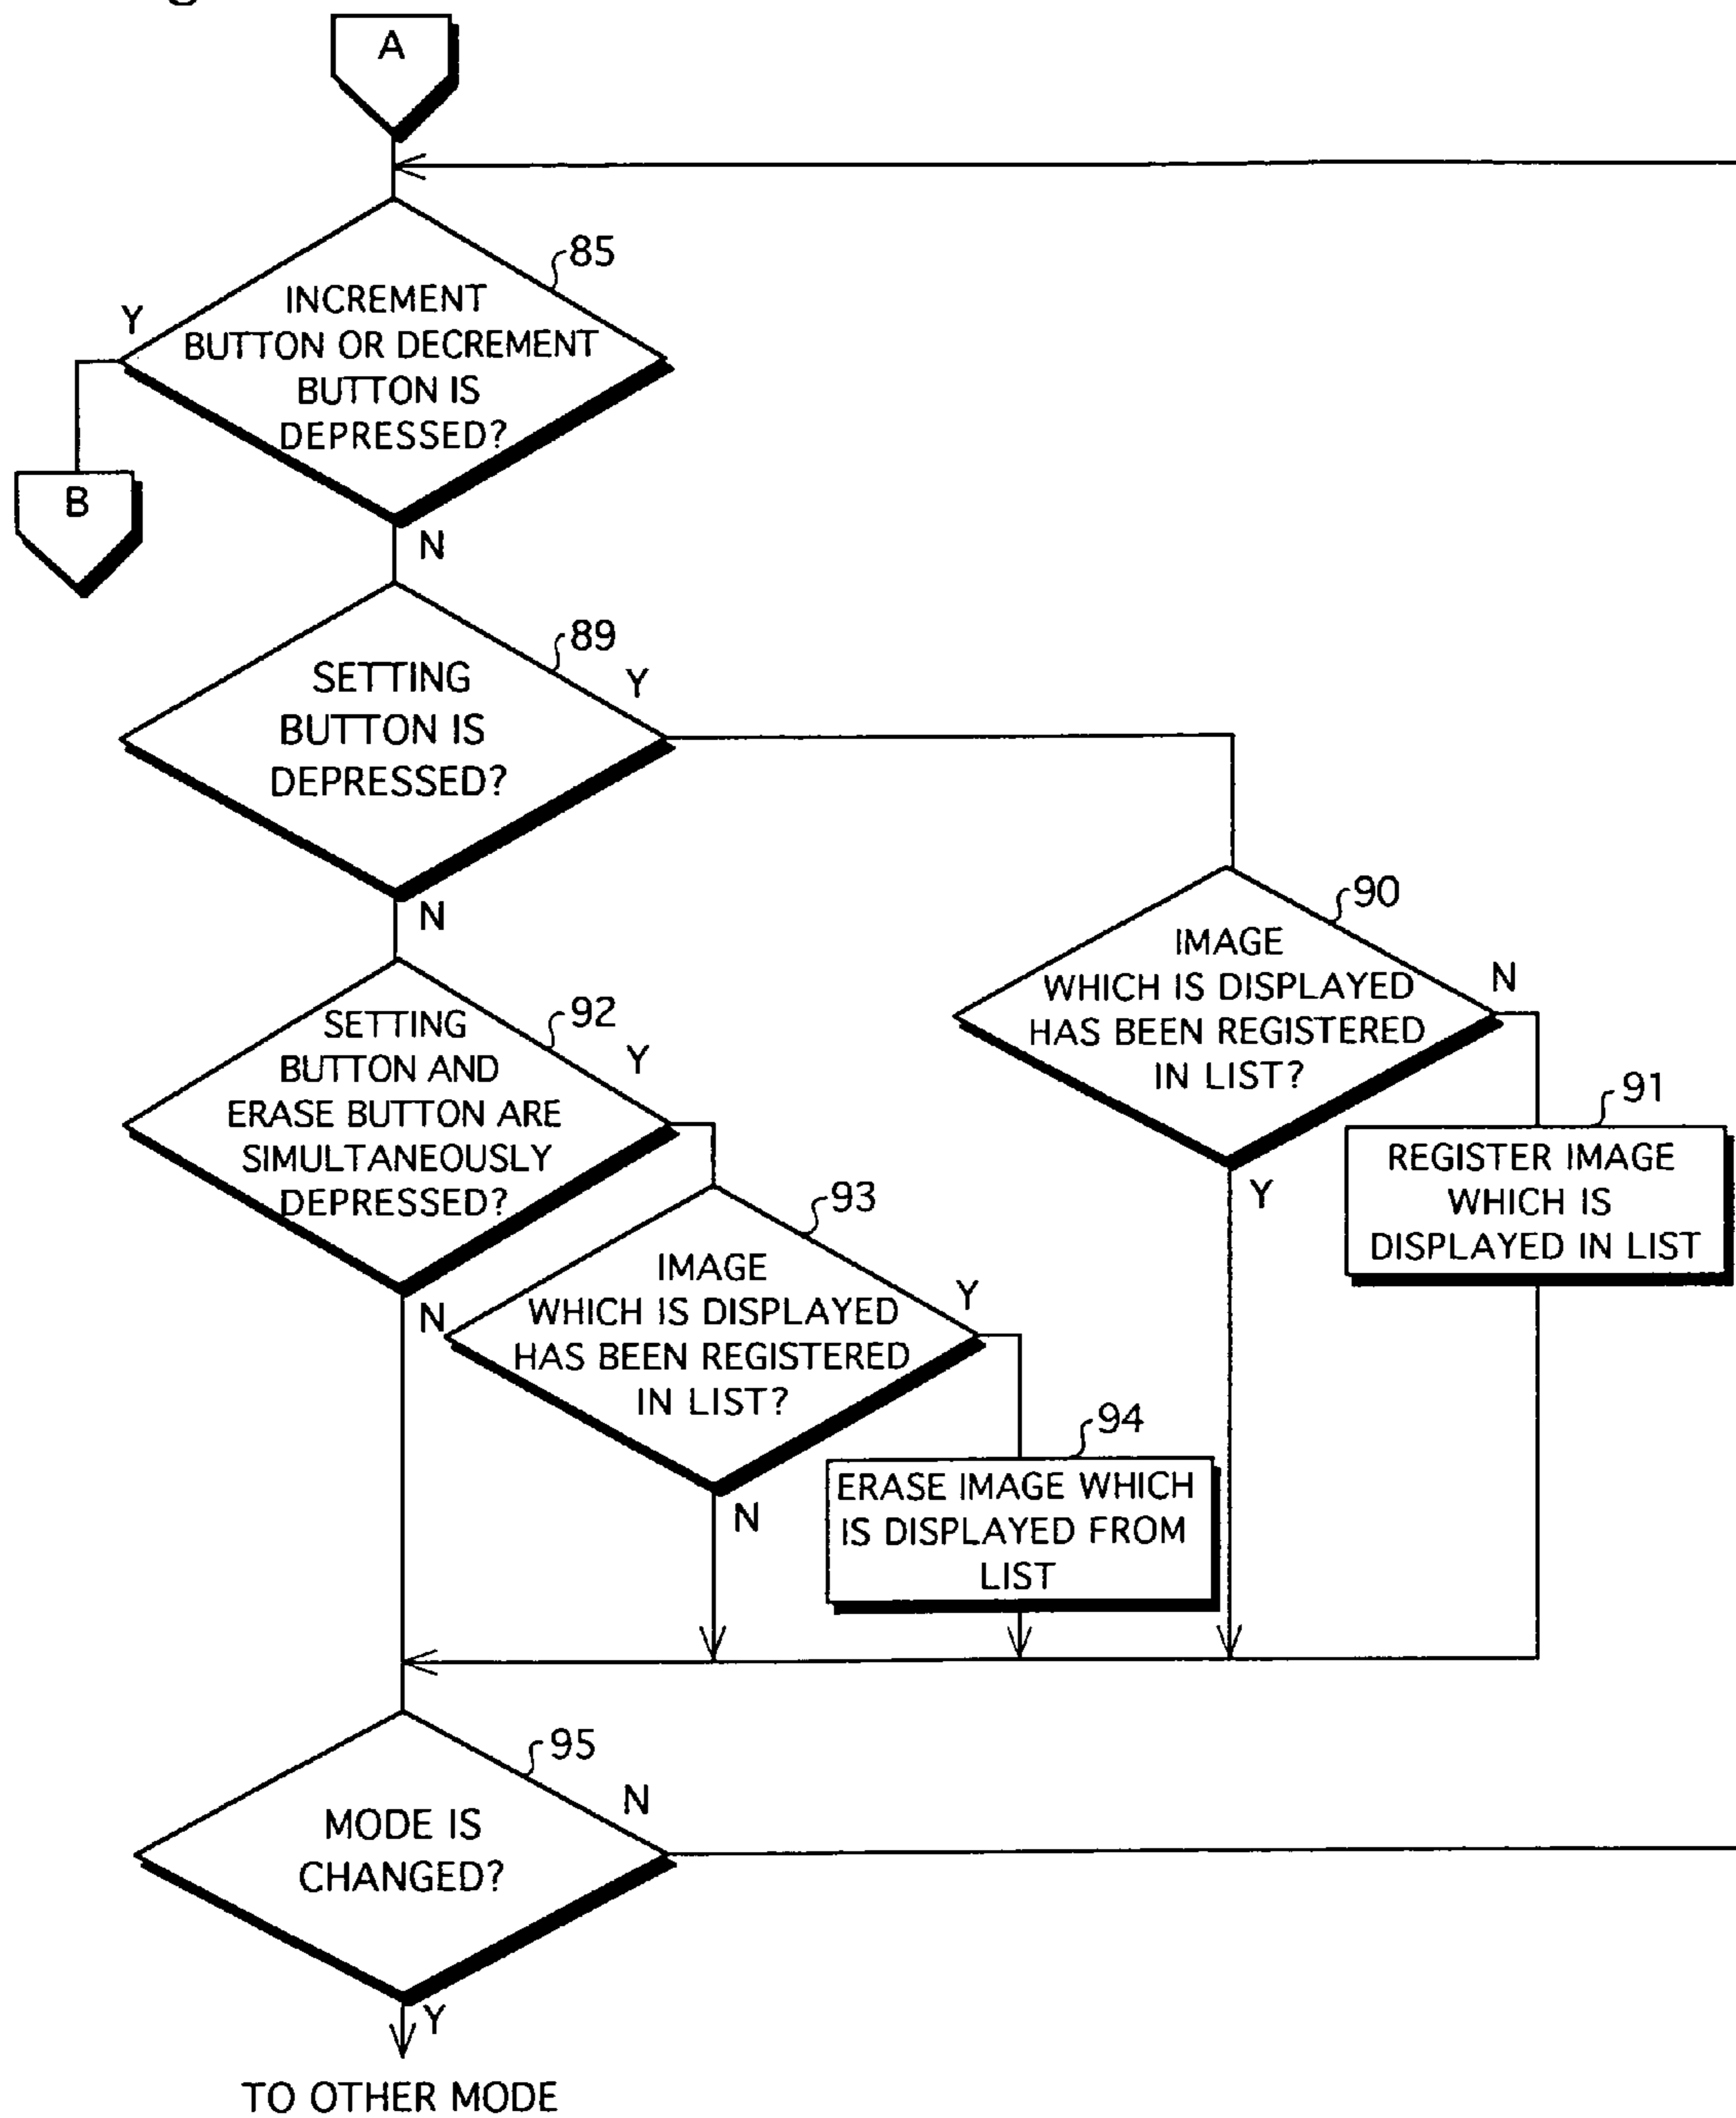 A
85
INCREMENT
BUTTON OR DECREMENT
BUTTON IS
DEPRESSED?
Y
B
N
89
SETTING
BUTTON IS
DEPRESSED?
Y
N
90
IMAGE
WHICH IS DISPLAYED
HAS BEEN REGISTERED
IN LIST?
N
Y
91
REGISTER IMAGE
WHICH IS
DISPLAYED IN LIST
92
SETTING
BUTTON AND
ERASE BUTTON ARE
SIMULTANEOUSLY
DEPRESSED?
Y
N
93
IMAGE
WHICH IS DISPLAYED
HAS BEEN REGISTERED
IN LIST?
Y
N
94
ERASE IMAGE WHICH
IS DISPLAYED FROM
LIST
95
MODE IS
CHANGED?
N
Y
TO OTHER MODE